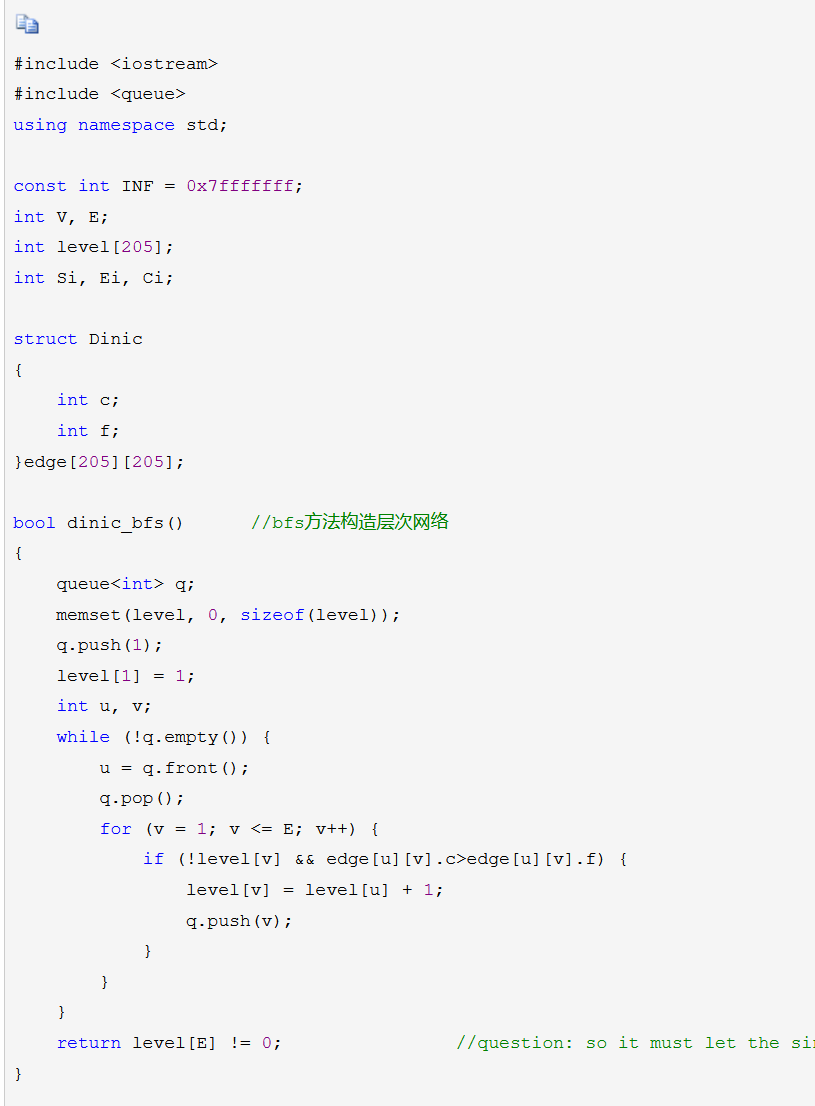 #include <iostream>
#include <queue>
using namespace std;
const int INF = 0x7fffffff;
int V, E;
int level[205];
int Si, Ei, Ci;
struct Dinic
{
    int c;
    int f;
}edge[205][205];
bool dinic_bfs()      //bfs方法构造层次网络
{
    queue<int> q;
    memset(level, 0, sizeof(level));
    q.push(1);
    level[1] = 1;
    int u, v;
    while (!q.empty()) {
        u = q.front();
        q.pop();
        for (v = 1; v <= E; v++) {
            if (!level[v] && edge[u][v].c>edge[u][v].f) {
                level[v] = level[u] + 1;
                q.push(v);
            }
        }
    }
    return level[E] != 0;                //question: so it must let the
}